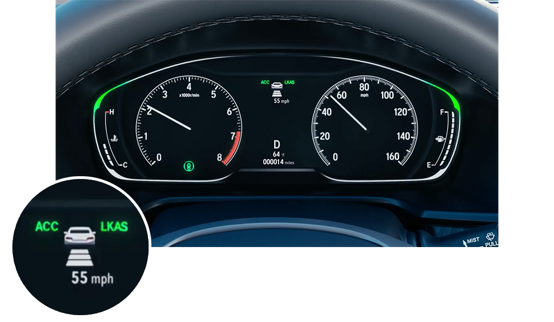 ACC LKAS
55 mph
3 4 5
x1000r/min
2 6
1 7
0 8
H
C
D
64 °F
000014 miles
60 80 100
mph
40 120
20 140
0 160
F
E
MIST
PULL
ACC LKAS
55 mph